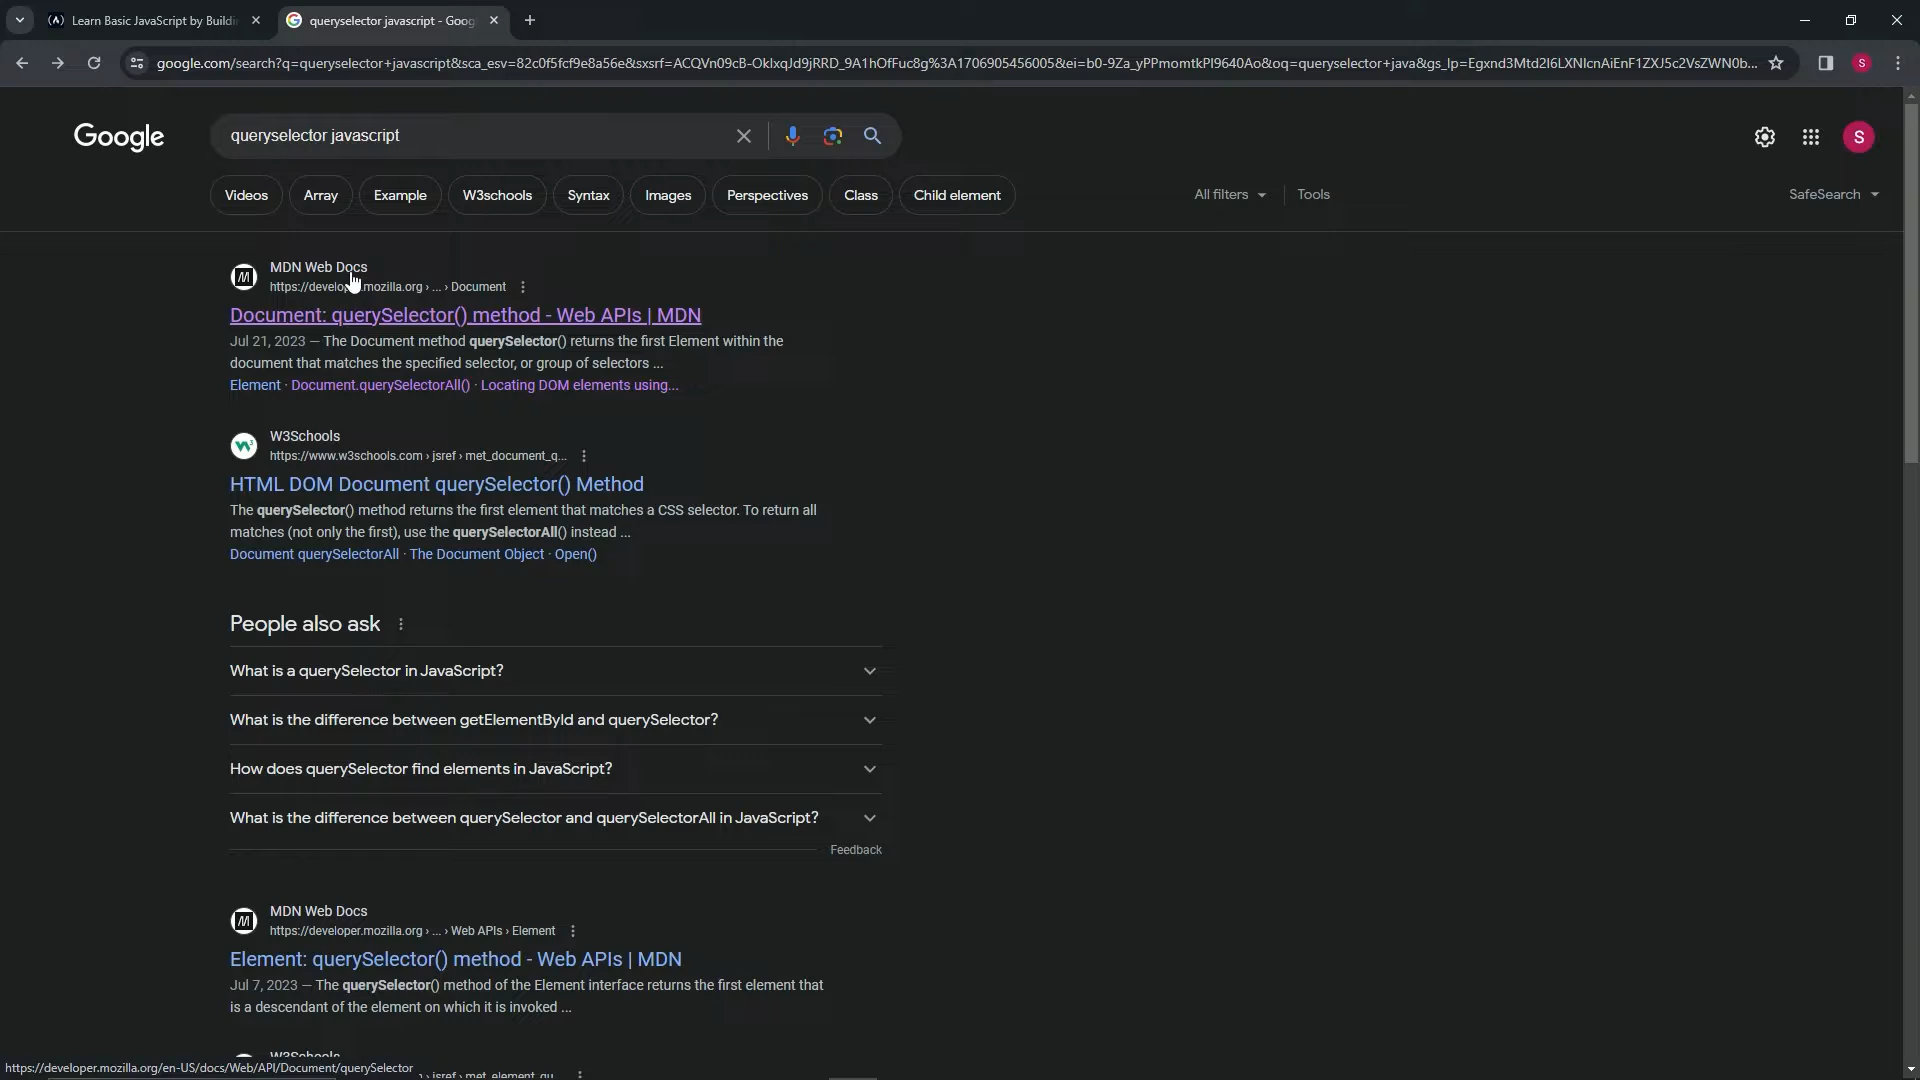 Learn Basic JavaScript by Buildi
queryselector javascript - Goog
google.com/search?q=queryselector+javascript&sca_esv=82c0f5fcf9e8a56e&sxsrf=ACQVn09cB-OklxqJd9jRRD_9A1hOfFuc8g%3A1706905456005&ei=b0-9Za_yPPmomtkPl9640Ao&oq=queryselector+java&gs_lp=Egxnd3Mtd2l6LXNlcnAiEnF1ZXJ5c2VsZWN0b...
S
Google
queryselector javascript
S
Videos
Array
Example
W3schools
Syntax
Images
Perspectives
Class
Child element
All filters
Tools
SafeSearch
MDN Web Docs
https://develop mozilla.org › ... › Document
Document: querySelector() method - Web APIs | MDN
Jul 21, 2023 — The Document method querySelector() returns the first Element within the
document that matches the specified selector, or group of selectors ...
Element · Document.querySelectorAll() · Locating DOM elements using...
W3Schools
https://www.w3schools.com › jsref › met_document_q...
HTML DOM Document querySelector() Method
The querySelector() method returns the first element that matches a CSS selector. To return all
matches (not only the first), use the querySelectorAll() instead ...
Document querySelectorAll · The Document Object · Open()
People also ask
What is a querySelector in JavaScript?
What is the difference between getElementById and querySelector?
How does querySelector find elements in JavaScript?
What is the difference between querySelector and querySelectorAll in JavaScript?
Feedback
MDN Web Docs
https://developer.mozilla.org › ... › Web APIs › Element
Element: querySelector() method - Web APIs | MDN
Jul 7, 2023 — The querySelector() method of the Element interface returns the first element that
is a descendant of the element on which it is invoked ...
W3Schools
https://developer.mozilla.org/en-US/docs/Web/API/Document/querySelector
› jsref › met_element_qu...